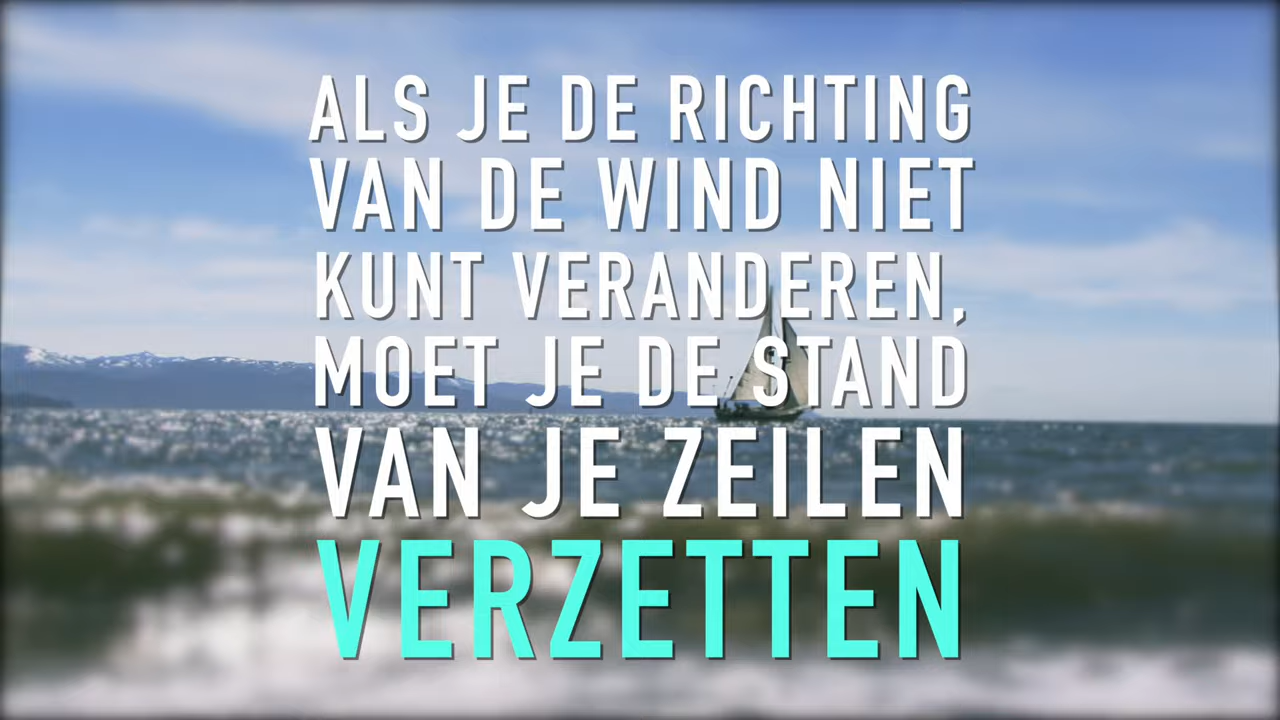 ALS JE DE RICHTING
VAN DE WIND NIET
KUNT VERANDEREN,
MOET JE DE STAND
VAN JE ZEILEN
VERZETTEN